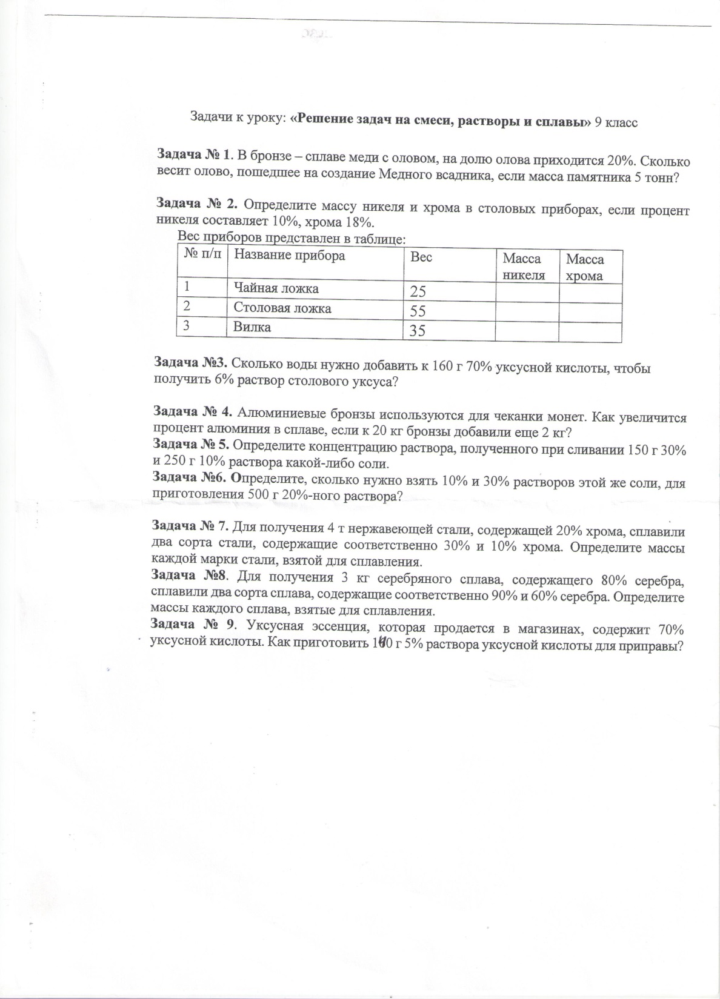 Задачи к уроку: «Решение задач на смеси, растворы и сплавы» 9 класс
Задача № 1. В бронзе – сплаве меди с оловом, на долю олова приходится 20%. Сколько
весит олово, пошедшее на создание Медного всадника, если масса памятника 5 тонн?
Задача № 2. Определите массу никеля и хрома в столовых приборах, если процент
никеля составляет 10%, хрома 18%.
Вес приборов представлен в таблице:
№ п/п Название прибора Вес Масса никеля Масса хрома
1 Чайная ложка 25
2 Столовая ложка 55
3 Вилка 35
Задача №3. Сколько воды нужно добавить к 160 г 70% уксусной кислоты, чтобы
получить 6% раствор столового уксуса?
Задача № 4. Алюминиевые бронзы используются для чеканки монет. Как увеличится
процент алюминия в сплаве, если к 20 кг бронзы добавили еще 2 кг?
Задача № 5. Определите концентрацию раствора, полученного при сливании 150 г 30%
и 250 г 10% раствора какой-либо соли.
Задача №6. Определите, сколько нужно взять 10% и 30% растворов этой же соли, для
приготовления 500 г 20%-ного раствора?
Задача № 7. Для получения 4 т нержавеющей стали, содержащей 20% хрома, сплавили
два сорта стали, содержащие соответственно 30% и 10% хрома. Определите массы
каждой марки стали, взятой для сплавления.
Задача №8. Для получения 3 кг серебряного сплава, содержащего 80% серебра,
сплавили два сорта сплава, содержащие соответственно 90% и 60% серебра. Определите
массы каждого сплава, взятые для сплавления.
Задача № 9. Уксусная эссенция, которая продается в магазинах, содержит 70%
уксусной кислоты. Как приготовить 140 г 5% раствора уксусной кислоты для приправы?